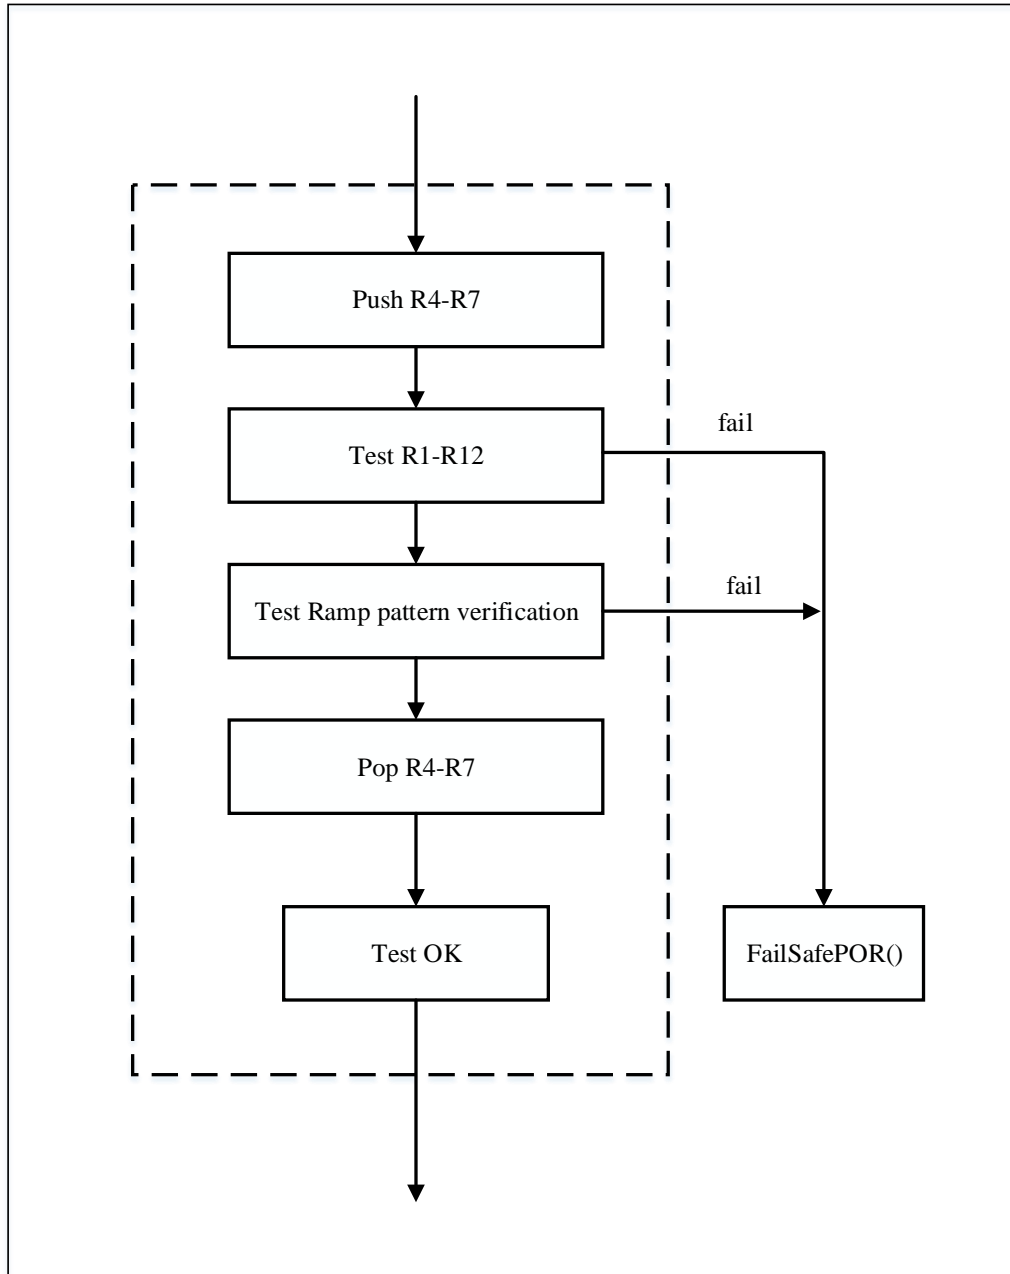 Push R4-R7
Test R1-R12
fail
Test Ramp pattern verification
fail
Pop R4-R7
Test OK
FailSafePOR()